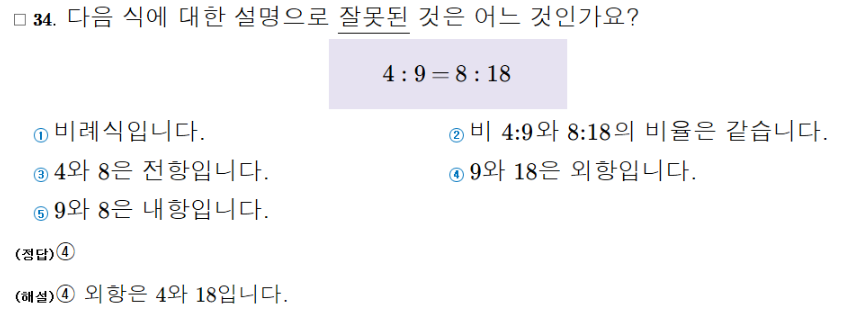 □ 34. 다음 식에 대한 설명으로 잘못된 것은 어느 것인가요?
4 : 9 = 8 : 18
① 비례식입니다. ② 비 4:9와 8:18의 비율은 같습니다.
③ 4와 8은 전항입니다. ④ 9와 18은 외항입니다.
⑤ 9와 8은 내항입니다.
(정답)④
(해설)④ 외항은 4와 18입니다.